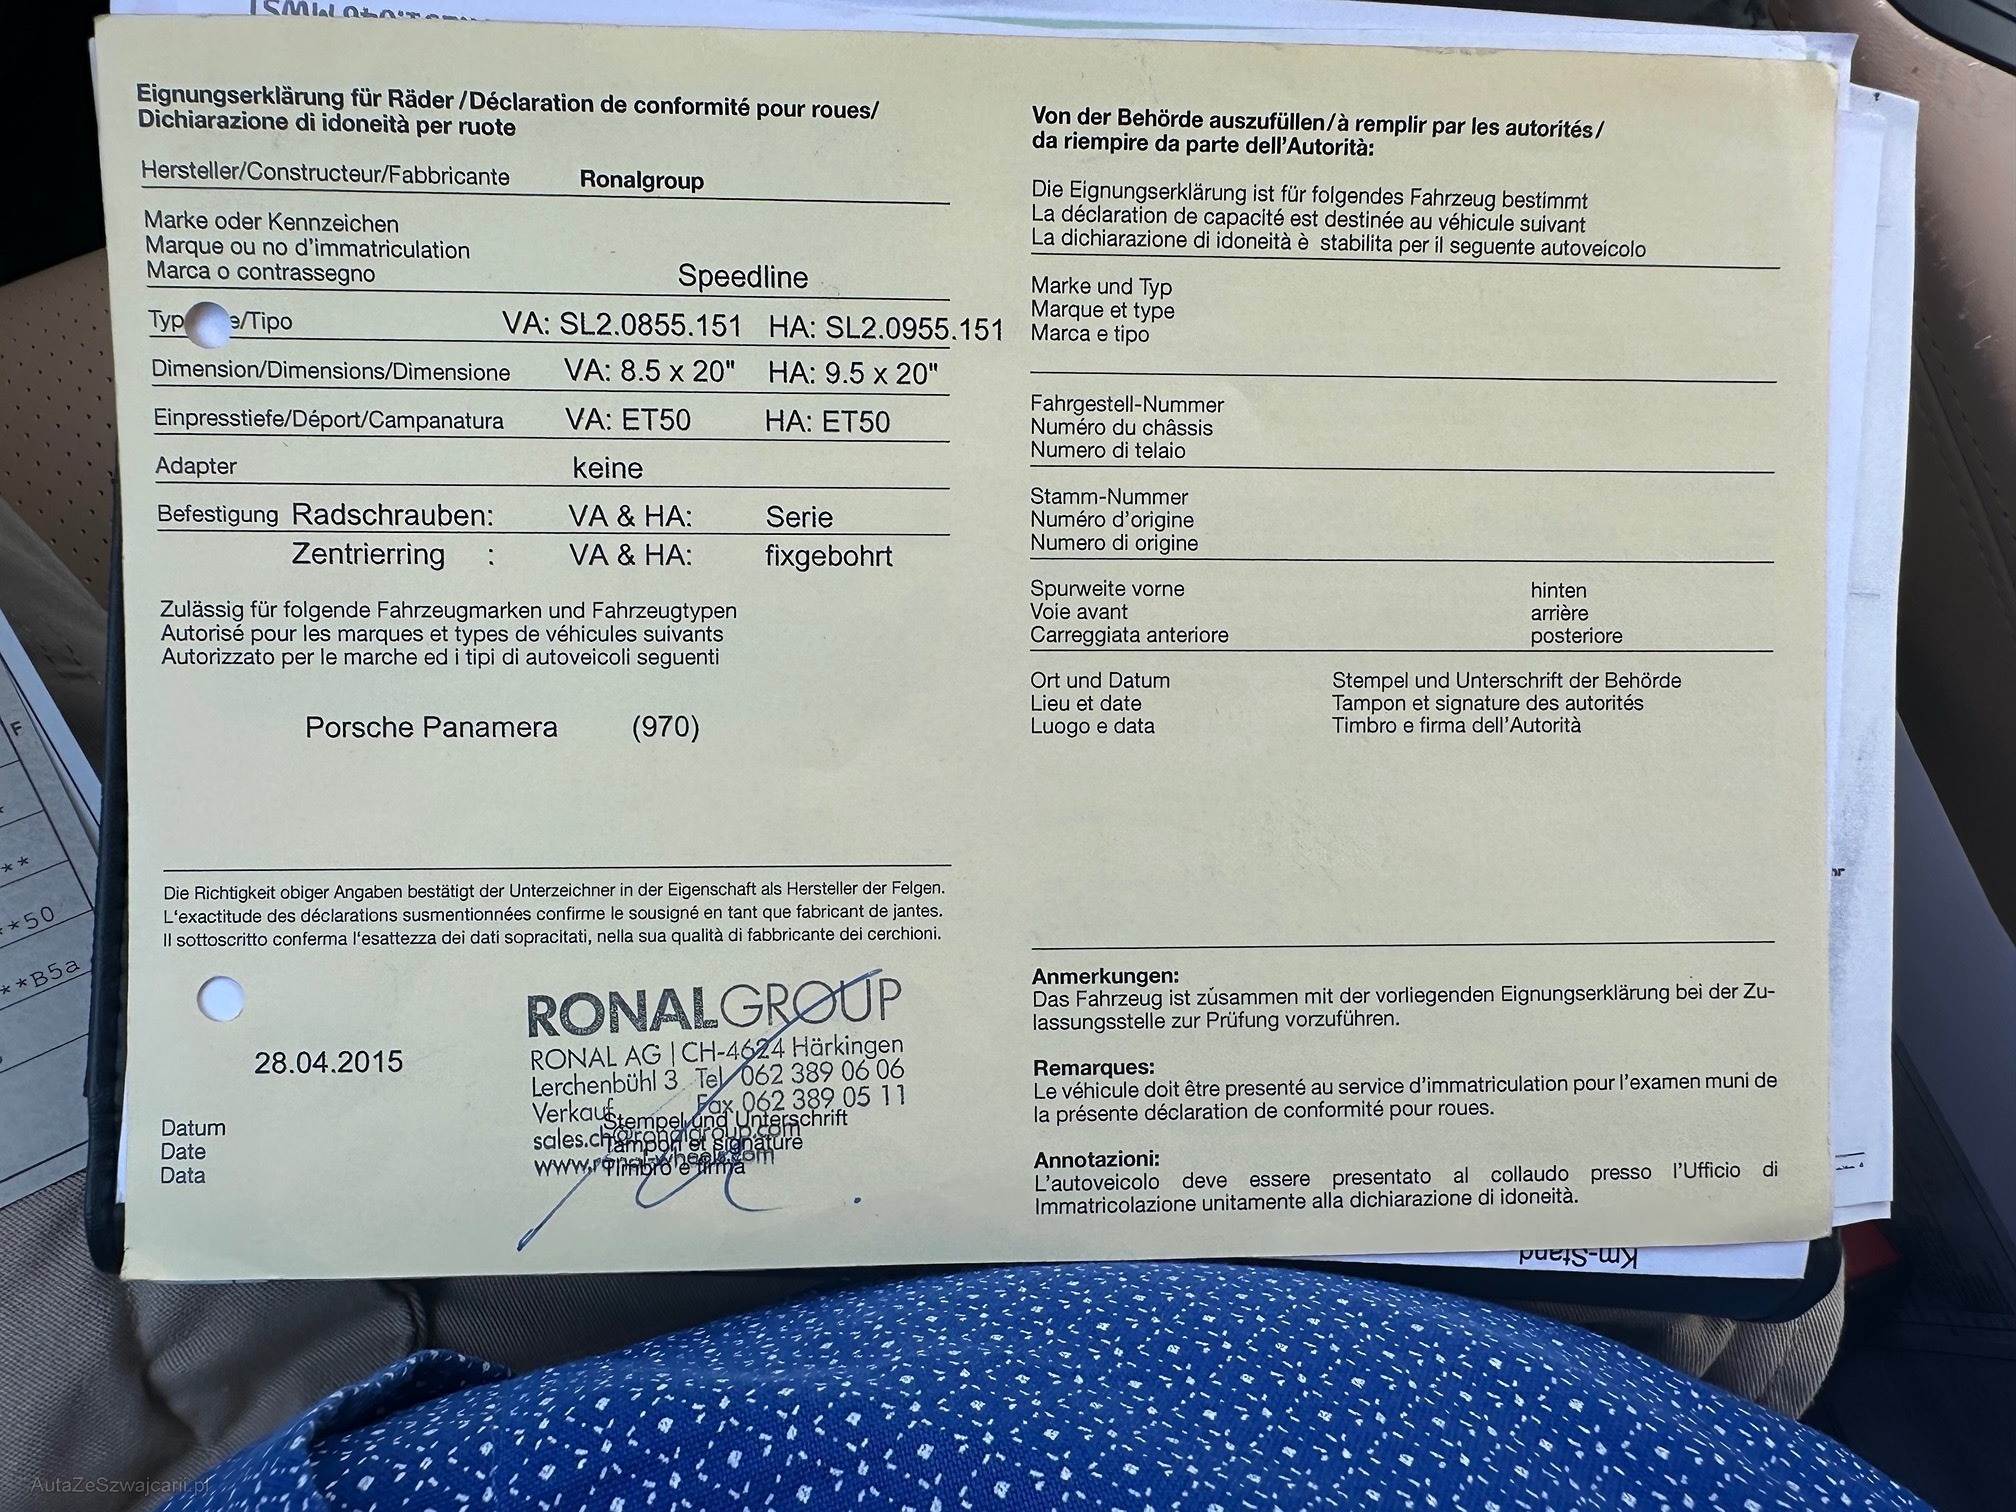 Eignungserklärung für Räder/Déclaration de conformité pour roues/
Dichiarazione di idoneità per ruote
Hersteller/Constructeur/Fabbricante Ronalgroup
Marke oder Kennzeichen
Marque ou no d'immatriculation
Marca o contrassegno Speedline
Typ e/Tipo VA: SL2.0855.151 HA: SL2.0955.151
Dimension/Dimensions/Dimensione VA: 8.5 x 20" HA: 9.5 x 20"
Einpresstiefe/Déport/Campanatura VA: ET50 HA: ET50
Adapter keine
Befestigung Radschrauben: VA & HA: Serie
Zentrierring : VA & HA: fixgebohrt
Zulässig für folgende Fahrzeugmarken und Fahrzeugtypen
Autorisé pour les marques et types de véhicules suivants
Autorizzato per le marche ed i tipi di autoveicoli seguenti
Porsche Panamera (970)
Die Richtigkeit obiger Angaben bestätigt der Unterzeichner in der Eigenschaft als Hersteller der Felgen.
L'exactitude des déclarations susmentionnées confirme le sousigné en tant que fabricant de jantes.
Il sottoscritto conferma l'esattezza dei dati sopracitati, nella sua qualità di fabbricante dei cerchioni.
RONALGROUP
RONAL AG | CH-4624 Härkingen
Lerchenbühl 3 Tel. 062 389 06 06
Verkauf Fax 062 389 05 11
sales.ch@ronalgroup.com
28.04.2015
Datum
Date
Data
Stempel und Unterschrift
Tampon et signature
Timbro e firma
Von der Behörde auszufüllen/à remplir par les autorités/
da riempire da parte dell'Autorità:
Die Eignungserklärung ist für folgendes Fahrzeug bestimmt
La déclaration de capacité est destinée au véhicule suivant
La dichiarazione di idoneità è stabilita per il seguente autoveicolo
Marke und Typ
Marque et type
Marca e tipo
Fahrgestell-Nummer
Numéro du châssis
Numero di telaio
Stamm-Nummer
Numéro d'origine
Numero di origine
Spurweite vorne hinten
Voie avant arrière
Carreggiata anteriore posteriore
Ort und Datum Stempel und Unterschrift der Behörde
Lieu et date Tampon et signature des autorités
Luogo e data Timbro e firma dell'Autorità
Anmerkungen:
Das Fahrzeug ist zusammen mit der vorliegenden Eignungserklärung bei der Zu-
lassungsstelle zur Prüfung vorzuführen.
Remarques:
Le véhicule doit être presenté au service d'immatriculation pour l'examen muni de
la présente déclaration de conformité pour roues.
Annotazioni:
L'autoveicolo deve essere presentato al collaudo presso l'Ufficio di
Immatricolazione unitamente alla dichiarazione di idoneità.
Km-Stand
F
**
**50
**B5a
AutaZeSzwajcarii.pl